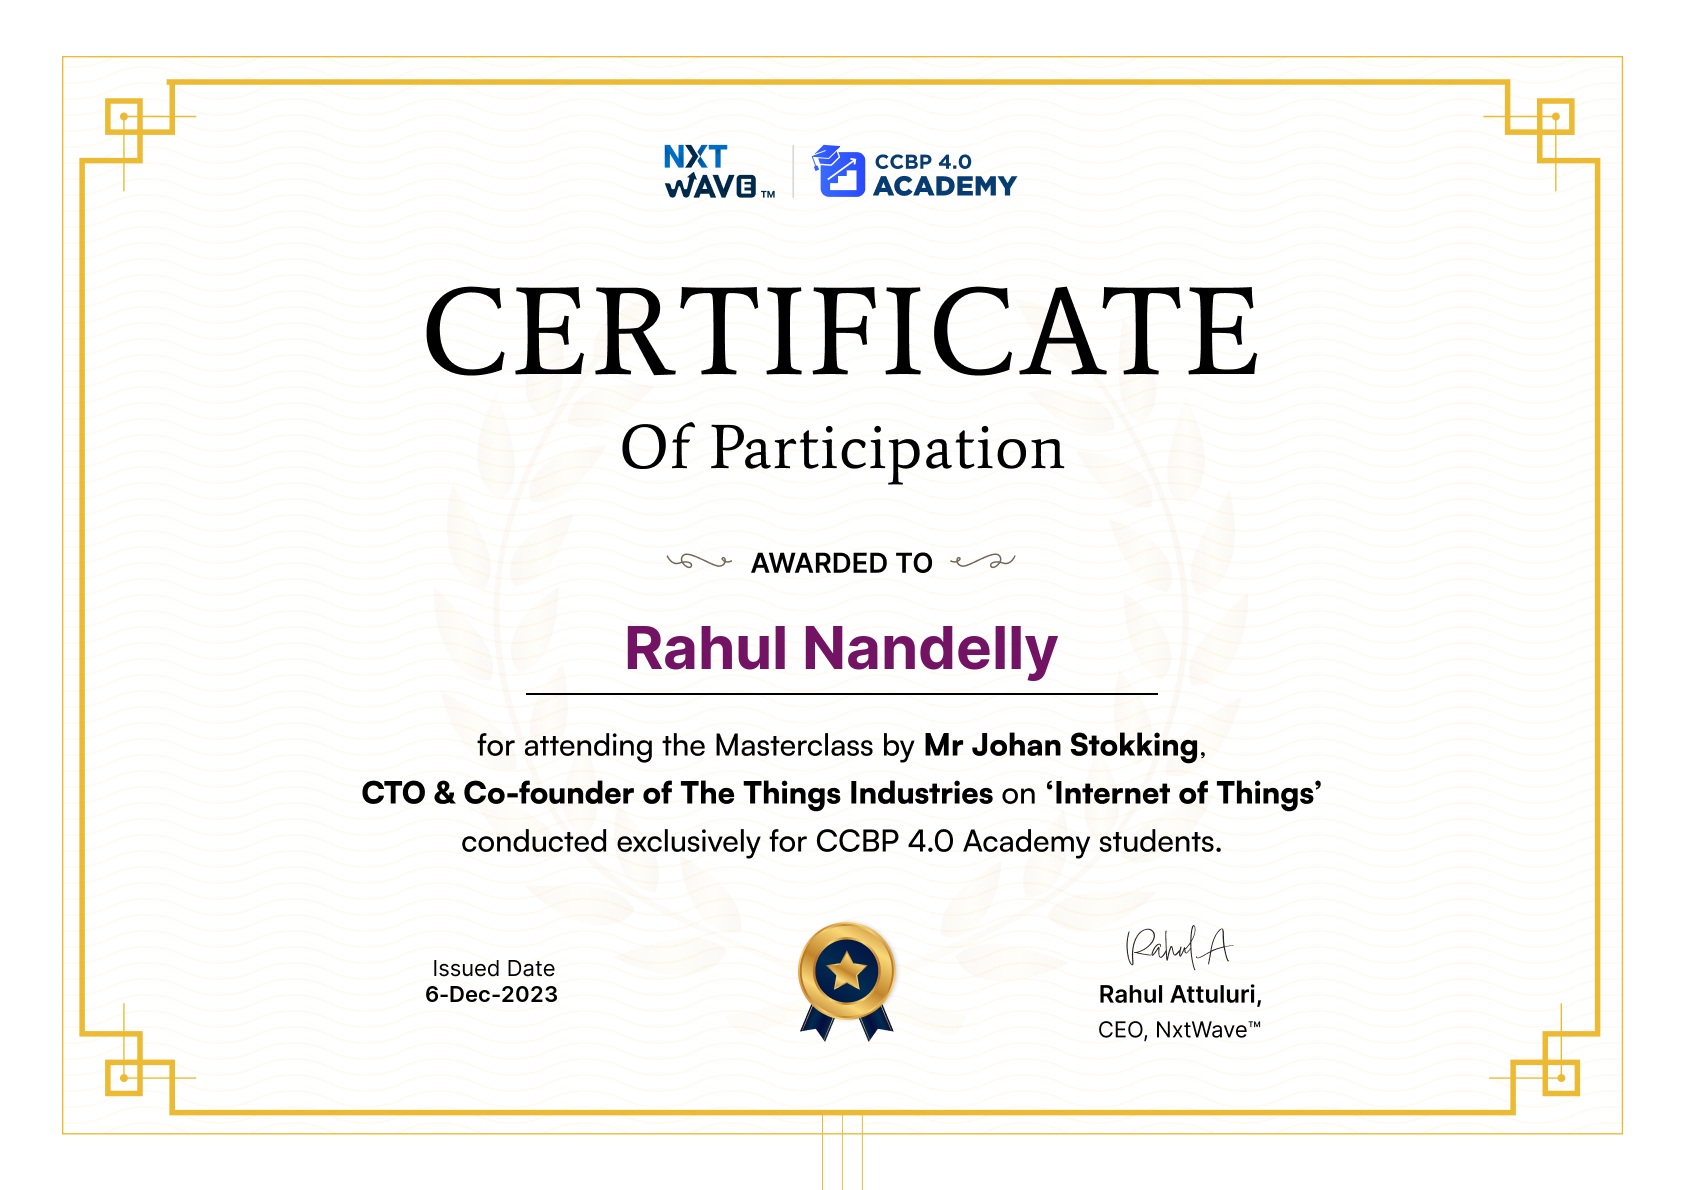 NXT
WAVE™
CCBP 4.0
ACADEMY
CERTIFICATE
Of Participation
AWARDED TO
Rahul Nandelly
for attending the Masterclass by Mr Johan Stokking,
CTO & Co-founder of The Things Industries on ‘Internet of Things’
conducted exclusively for CCBP 4.0 Academy students.
Issued Date
6-Dec-2023
Rahul A
Rahul Attuluri,
CEO, NxtWave™